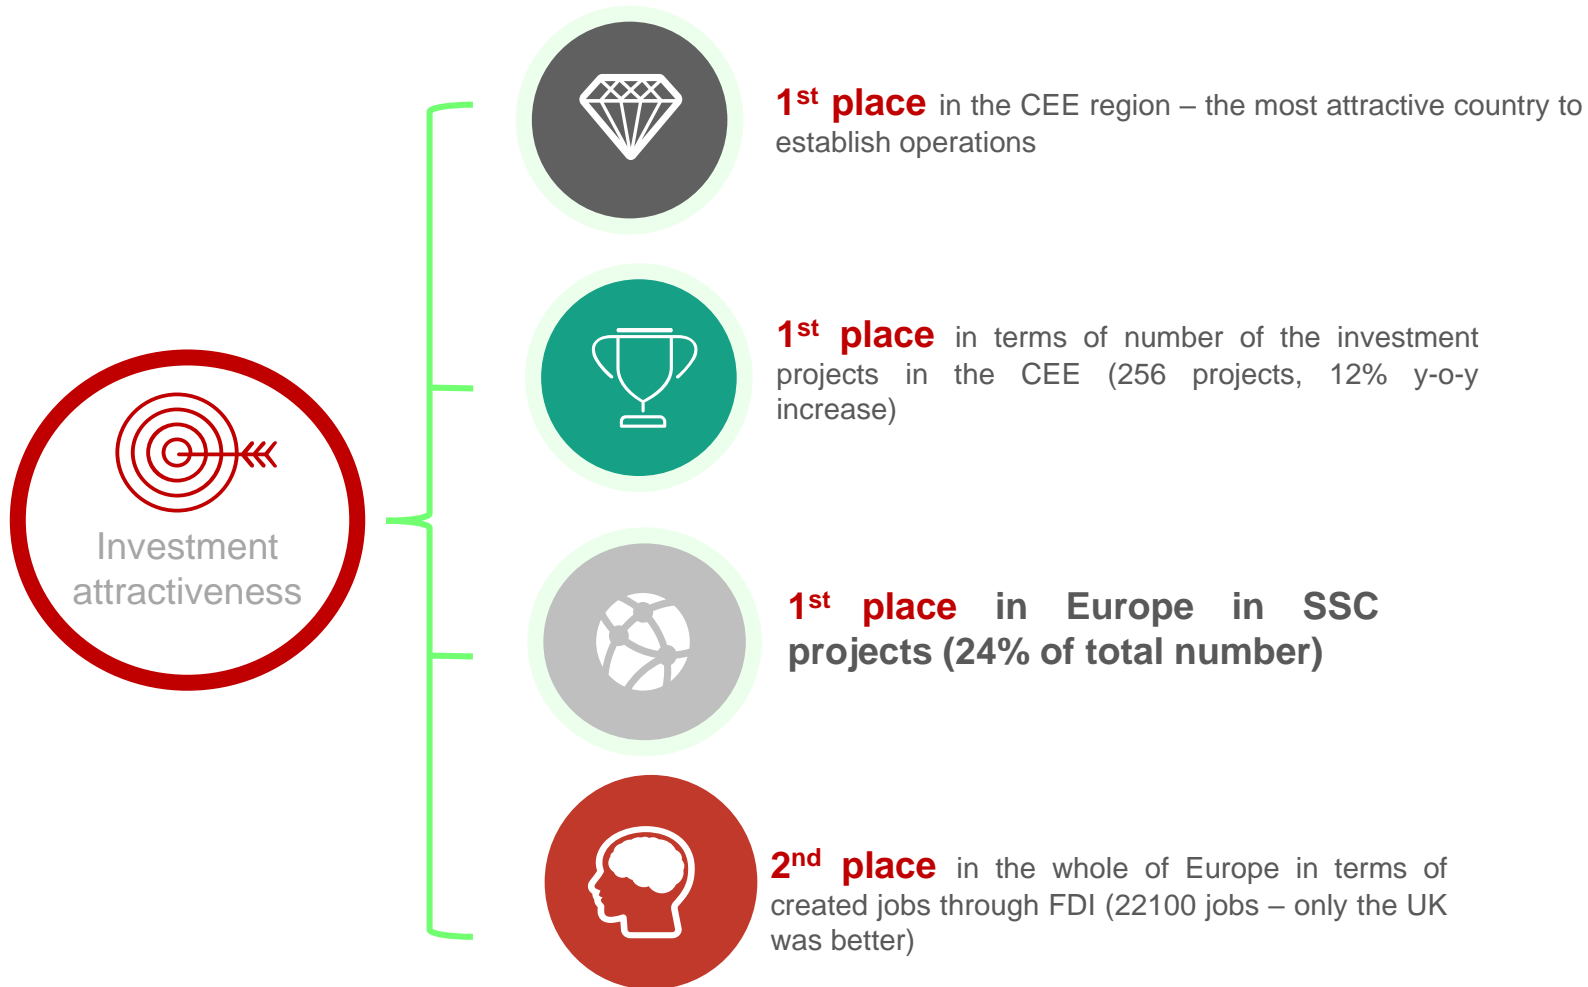 1st place in the CEE region – the most attractive country to
establish operations
1st place in terms of number of the investment
projects in the CEE (256 projects, 12% y-o-y
increase)
Investment
attractiveness
1st place in Europe in SSC
projects (24% of total number)
2nd place in the whole of Europe in terms of
created jobs through FDI (22100 jobs – only the UK
was better)